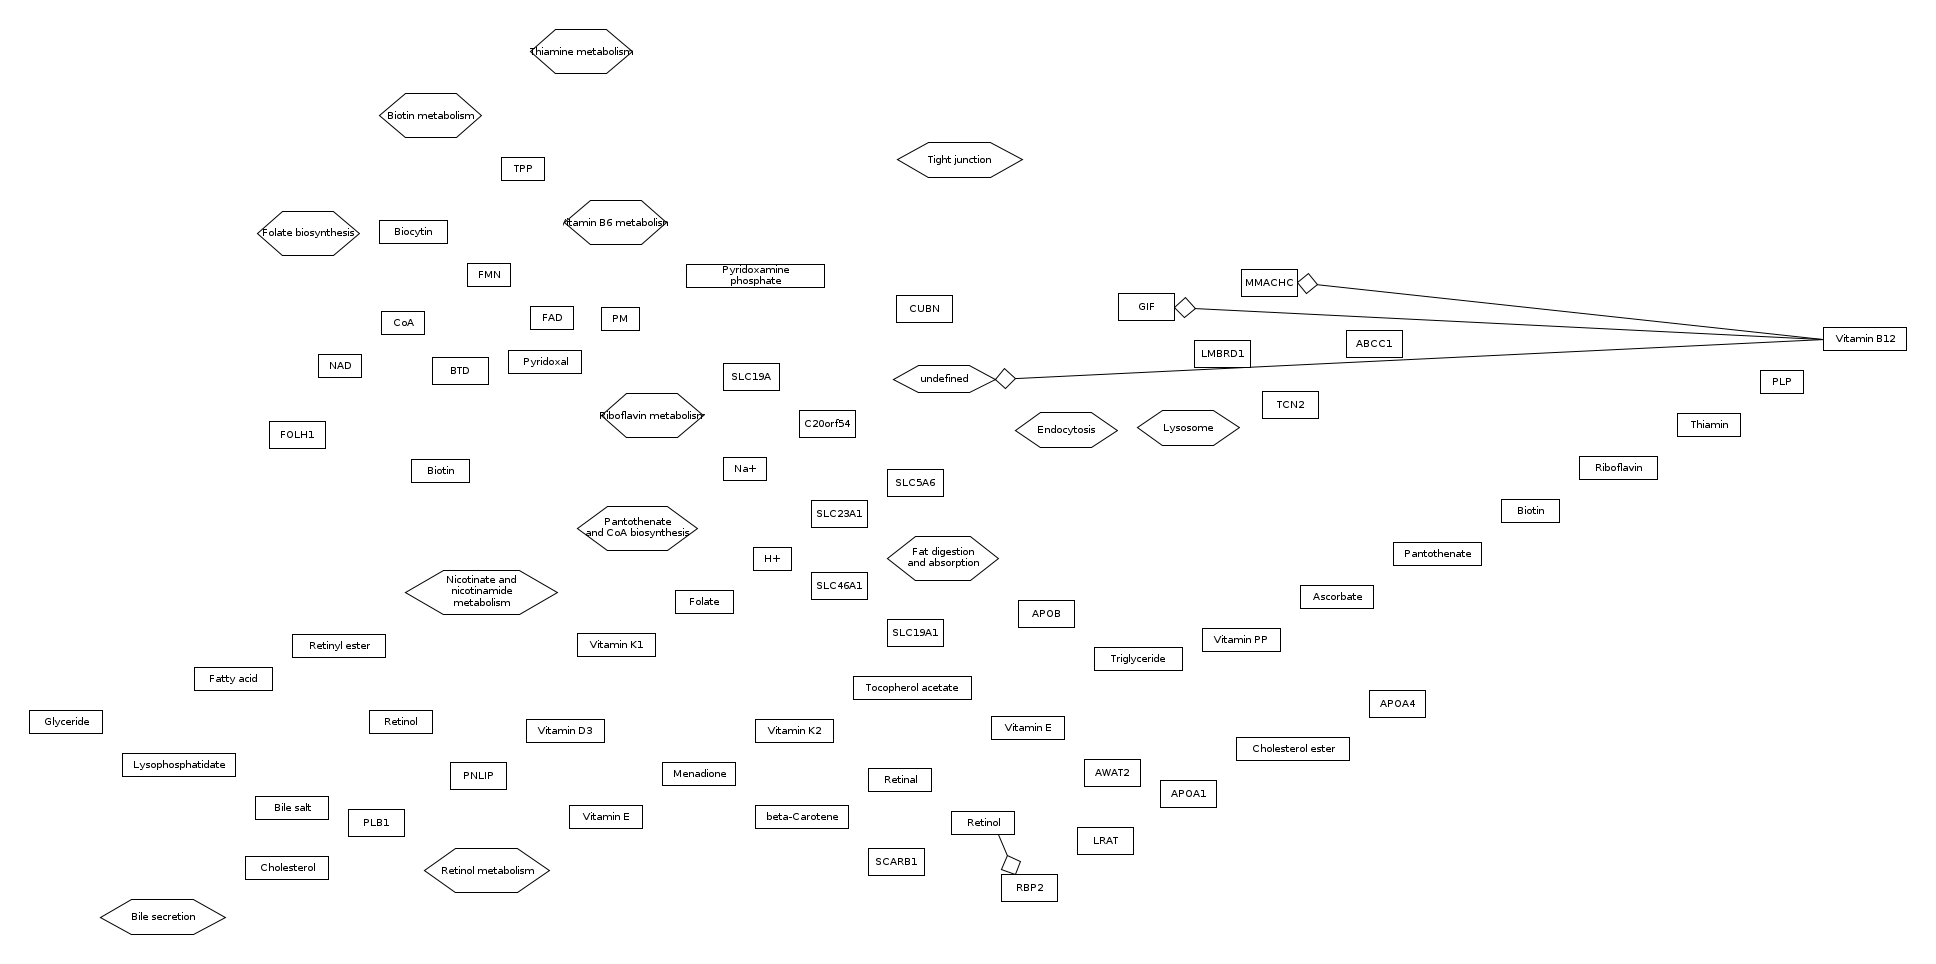 Thiamine metabolism
Biotin metabolism
Tight junction
TPP
Vitamin B6 metabolism
Folate biosynthesis
Biocytin
FMN
Pyridoxamine
phosphate
MMACHC
CUBN
GIF
FAD
PM
CoA
Vitamin B12
ABCC1
LMBRD1
Pyridoxal
NAD
BTD
SLC19A
undefined
PLP
TCN2
Riboflavin metabolism
C20orf54
Thiamin
Lysosome
Endocytosis
FOLH1
Biotin
Na+
Riboflavin
SLC5A6
SLC23A1
Biotin
Pantothenate
and CoA biosynthesis
Fat digestion
and absorption
Pantothenate
H+
Nicotinate and
nicotinamide
metabolism
SLC46A1
Ascorbate
Folate
APOB
SLC19A1
Vitamin PP
Retinyl ester
Vitamin K1
Triglyceride
Fatty acid
Tocopherol acetate
APOA4
Glyceride
Retinol
Vitamin D3
Vitamin K2
Vitamin E
Cholesterol ester
Lysophosphatidate
PNLIP
Menadione
Retinal
AWAT2
APOA1
Bile salt
PLB1
Vitamin E
beta-Carotene
Retinol
LRAT
Cholesterol
Retinol metabolism
SCARB1
RBP2
Bile secretion